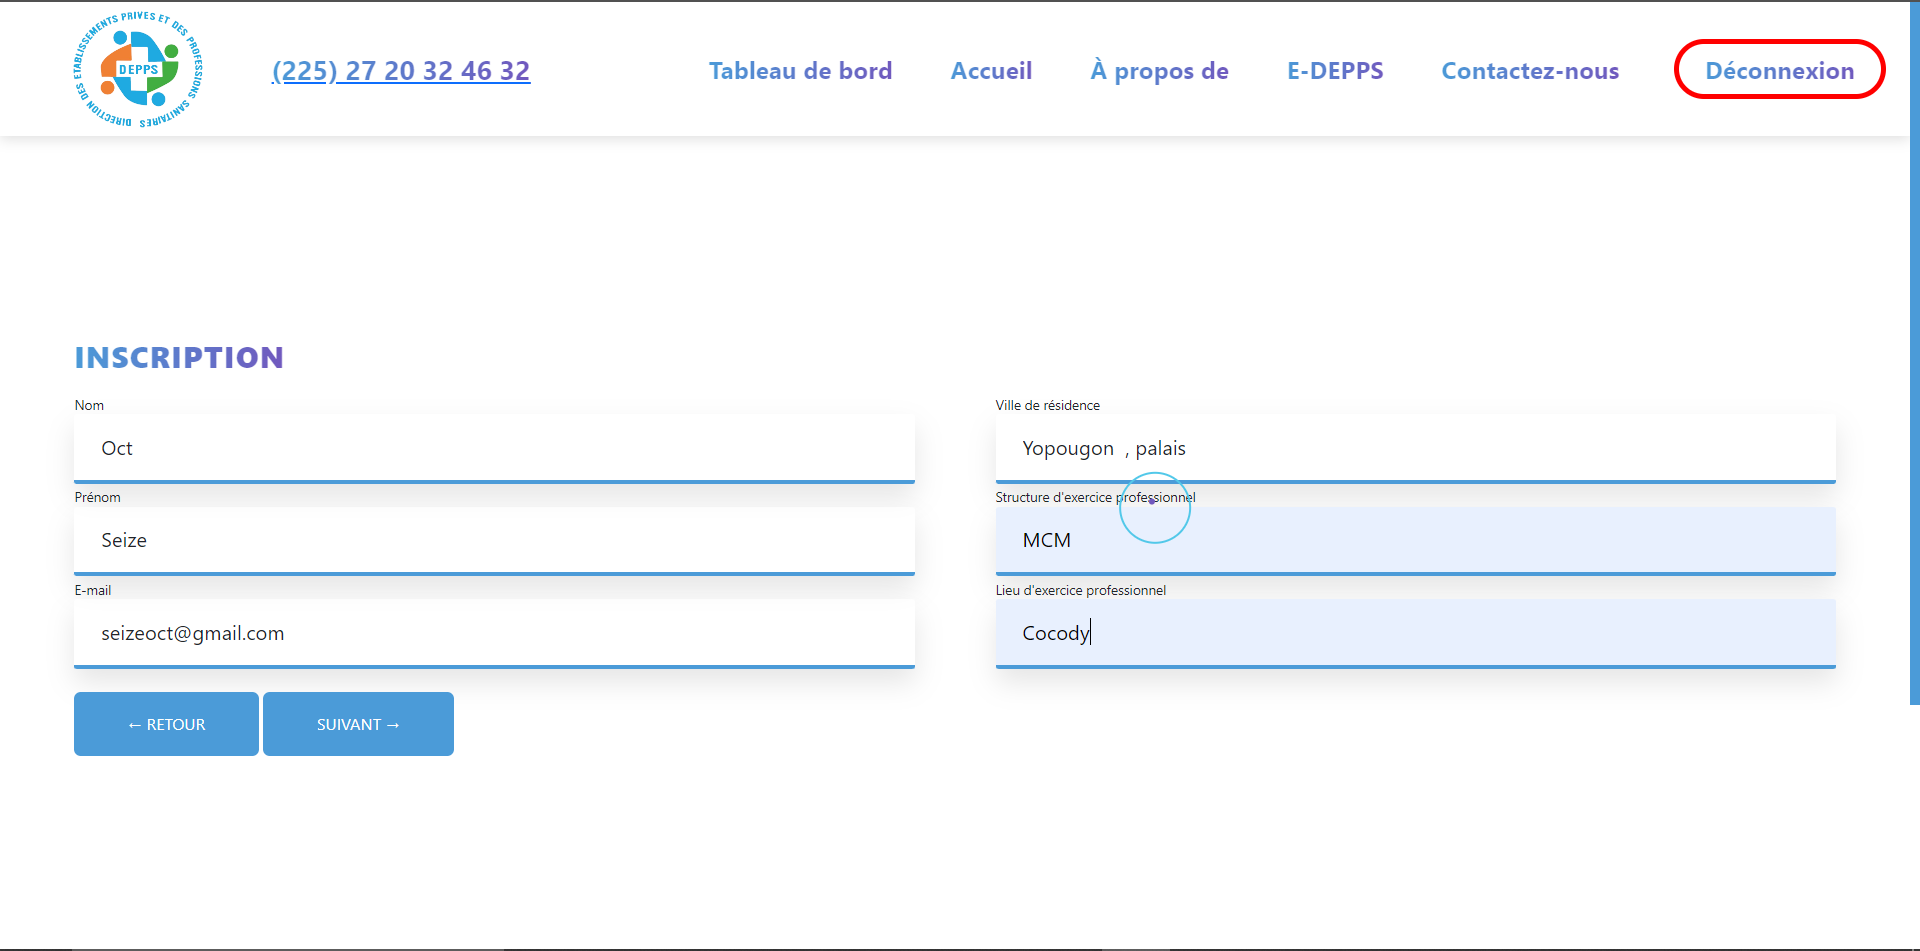 DIRECTION DES ETABLISSEMENTS PRIVES ET DES PROFESSIONS SANITAIRES
DEPPS
(225) 27 20 32 46 32
Tableau de bord
Accueil
À propos de
E-DEPPS
Contactez-nous
Déconnexion
INSCRIPTION
Nom
Oct
Prénom
Seize
E-mail
seizeoct@gmail.com
Ville de résidence
Yopougon , palais
Structure d'exercice professionnel
MCM
Lieu d'exercice professionnel
Cocody
← RETOUR
SUIVANT →